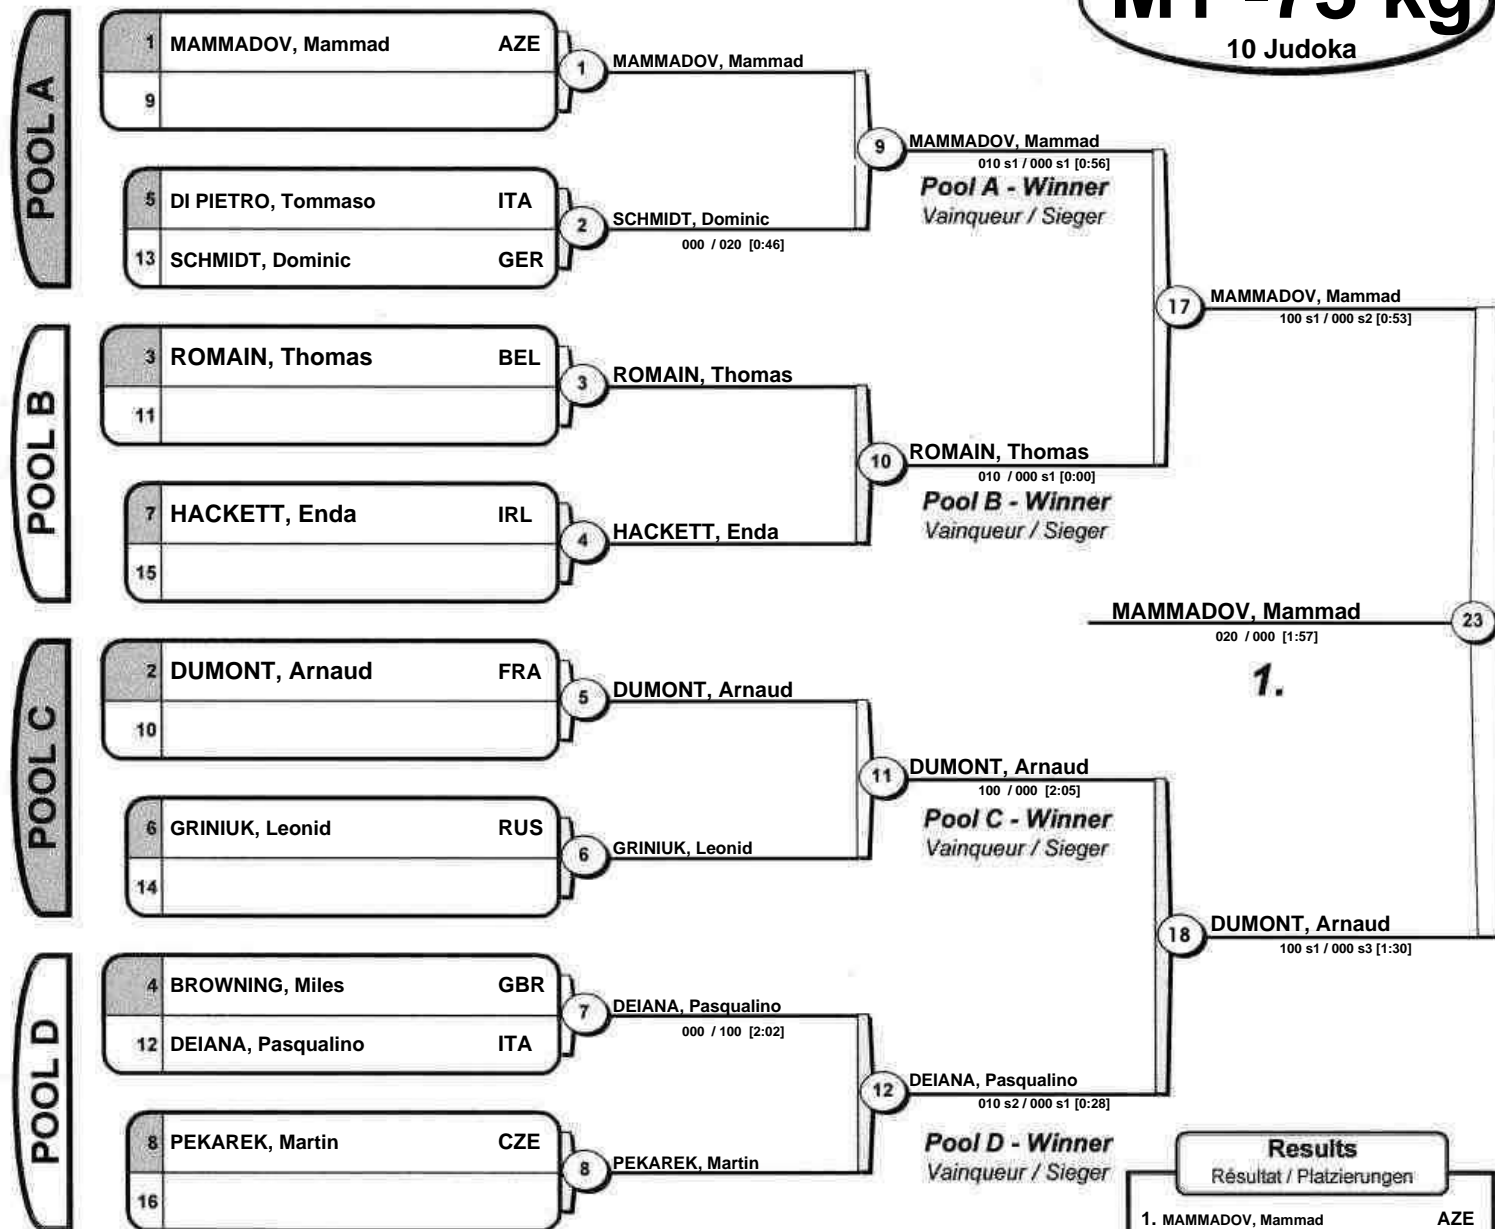 M1 -73 kg
10 Judoka
POOL A
1 MAMMADOV, Mammad AZE
9
1
MAMMADOV, Mammad
5 DI PIETRO, Tommaso ITA
13 SCHMIDT, Dominic GER
2
SCHMIDT, Dominic
000 / 020 [0:46]
9
MAMMADOV, Mammad
010 s1 / 000 s1 [0:56]
Pool A - Winner
Vainqueur / Sieger
POOL B
3 ROMAIN, Thomas BEL
11
3
ROMAIN, Thomas
7 HACKETT, Enda IRL
15
4
HACKETT, Enda
10
ROMAIN, Thomas
010 / 000 s1 [0:00]
Pool B - Winner
Vainqueur / Sieger
17
MAMMADOV, Mammad
100 s1 / 000 s2 [0:53]
MAMMADOV, Mammad
23
020 / 000 [1:57]
1.
POOL C
2 DUMONT, Arnaud FRA
10
5
DUMONT, Arnaud
6 GRINIUK, Leonid RUS
14
6
GRINIUK, Leonid
11
DUMONT, Arnaud
100 / 000 [2:05]
Pool C - Winner
Vainqueur / Sieger
18
DUMONT, Arnaud
100 s1 / 000 s3 [1:30]
POOL D
4 BROWNING, Miles GBR
12 DEIANA, Pasqualino ITA
7
DEIANA, Pasqualino
000 / 100 [2:02]
8 PEKAREK, Martin CZE
16
8
PEKAREK, Martin
12
DEIANA, Pasqualino
010 s2 / 000 s1 [0:28]
Pool D - Winner
Vainqueur / Sieger
Results
Résultat / Platzierungen
1. MAMMADOV, Mammad AZE